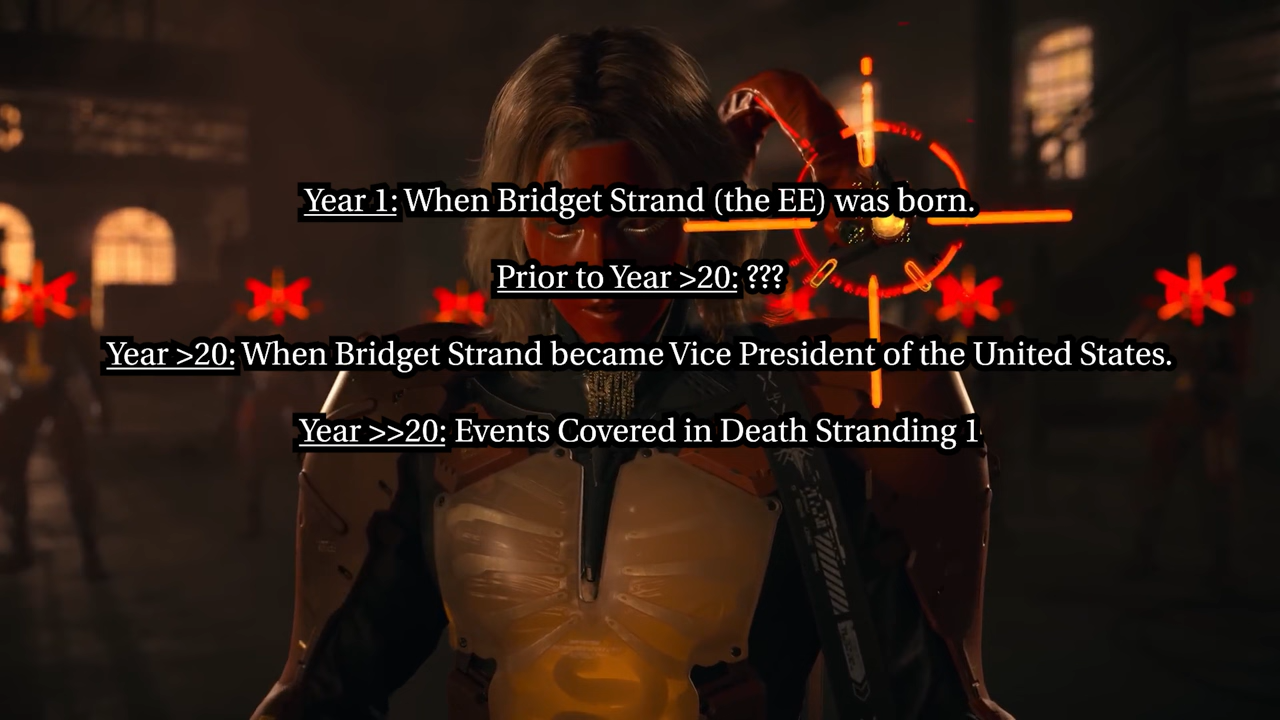 Year 1: When Bridget Strand (the EE) was born.
Prior to Year >20: ???
Year >20: When Bridget Strand became Vice President of the United States.
Year >>20: Events Covered in Death Stranding 1